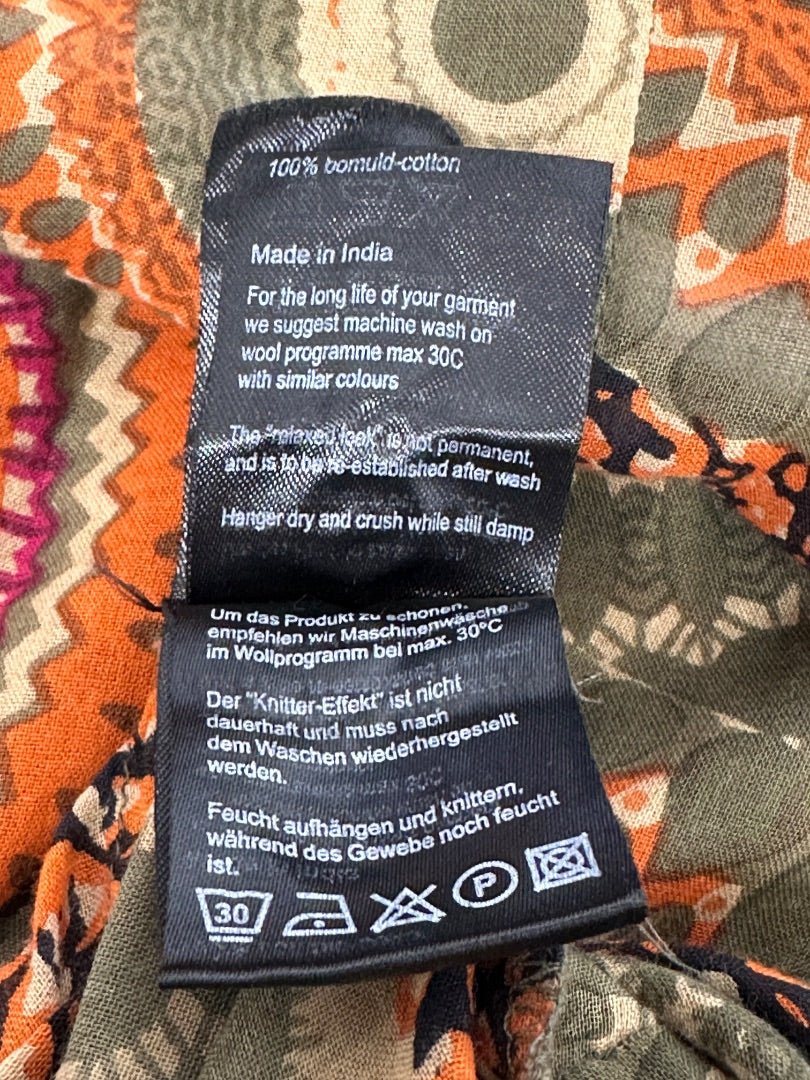 100% bomuld-cotton
Made in India
For the long life of your garment
we suggest machine wash on
wool programme max 30C
with similar colours
The "relaxed look" is not permanent,
and is to be re-established after wash
Hanger dry and crush while still damp
Um das Produkt zu schonen,
empfehlen wir Maschinenwäsche
im Wollprogramm bei max. 30°C
Der "Knitter-Effekt" ist nicht
dauerhaft und muss nach
dem Waschen wiederhergestellt
werden.
Feucht aufhängen und knittern,
während des Gewebe noch feucht
ist.
30 P